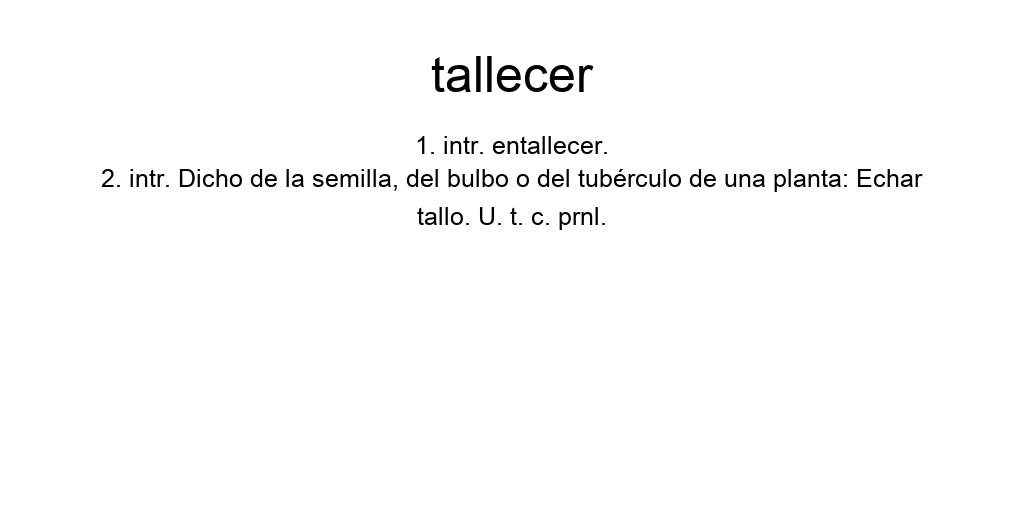 tallecer
1. intr. entallecer.
2. intr. Dicho de la semilla, del bulbo o del tubérculo de una planta: Echar
tallo. U. t. c. prnl.